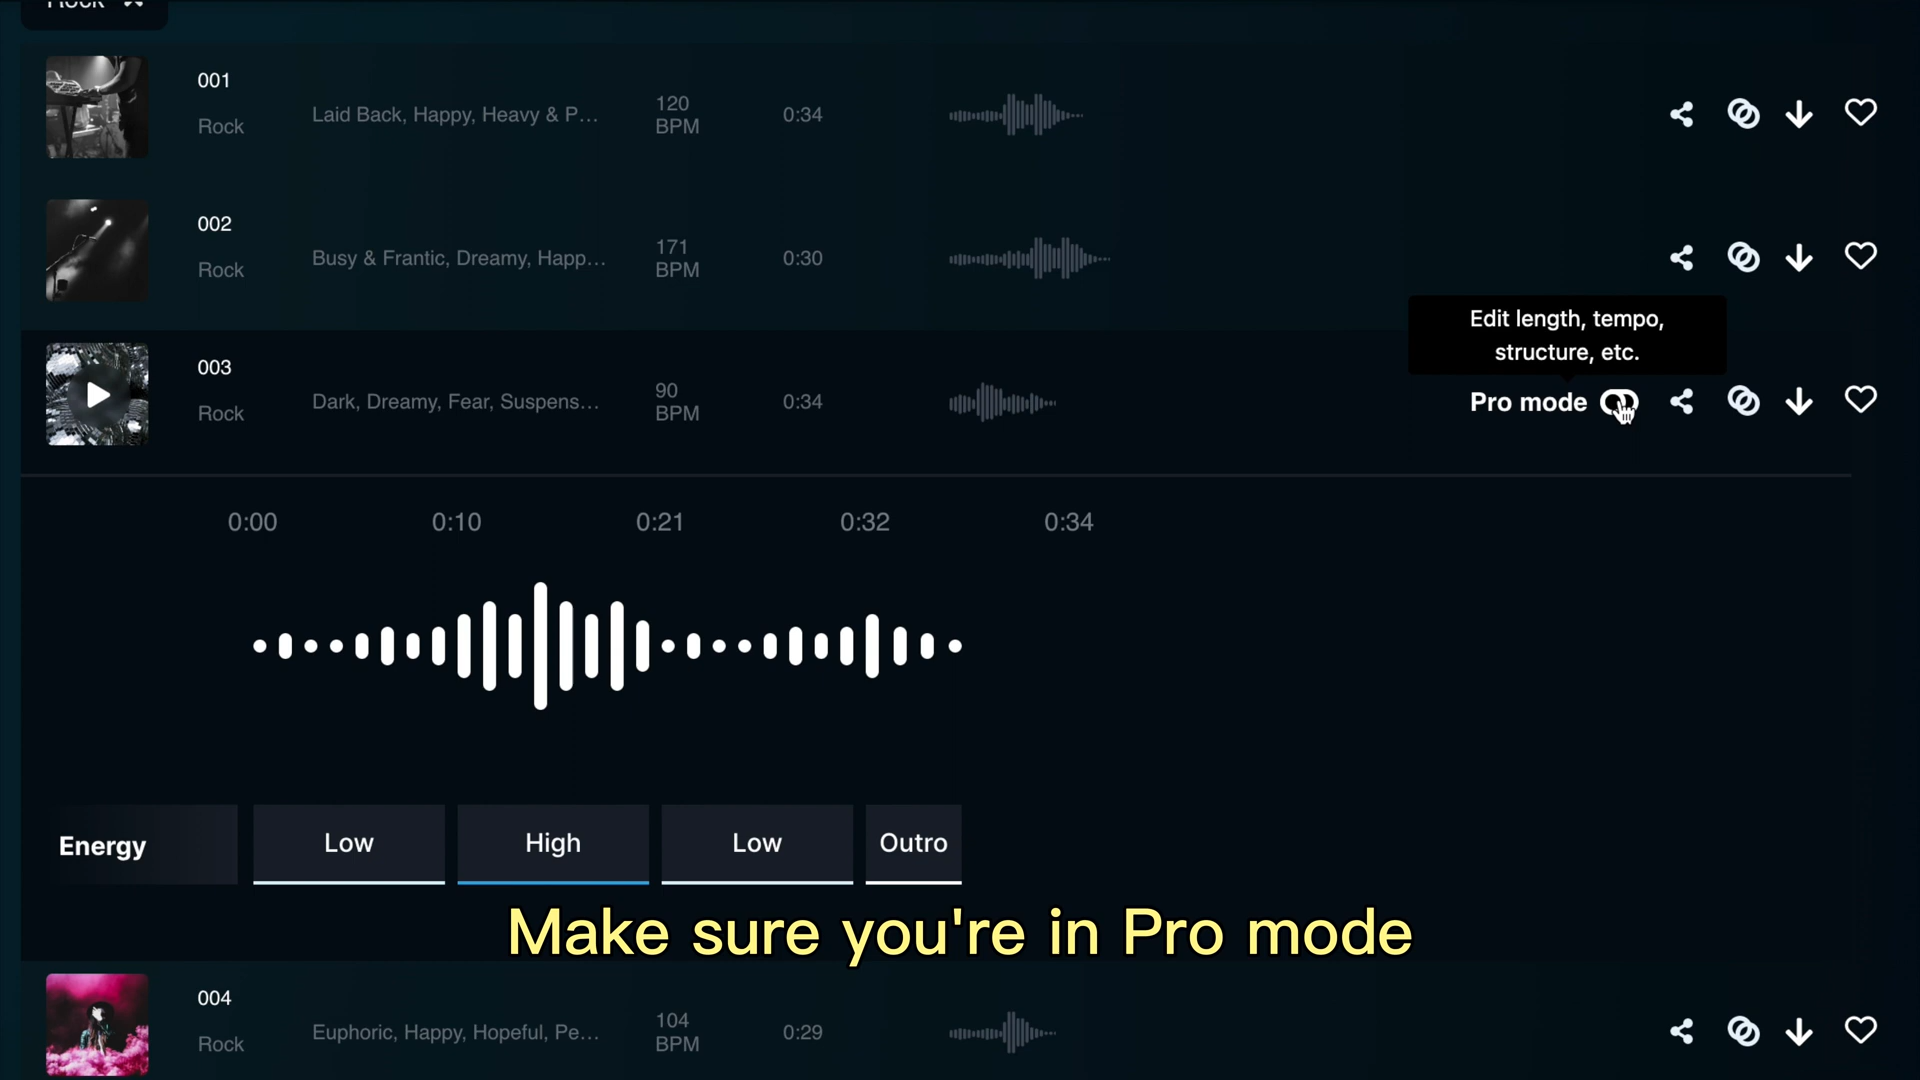 Rock
001
Rock
Laid Back, Happy, Heavy & P...
120
BPM
0:34
002
Rock
Busy & Frantic, Dreamy, Happ...
171
BPM
0:30
Edit length, tempo,
structure, etc.
003
Rock
Dark, Dreamy, Fear, Suspens...
90
BPM
0:34
Pro mode
0:00 0:10 0:21 0:32 0:34
Energy Low High Low Outro
Make sure you're in Pro mode
004
Rock
Euphoric, Happy, Hopeful, Pe...
104
BPM
0:29